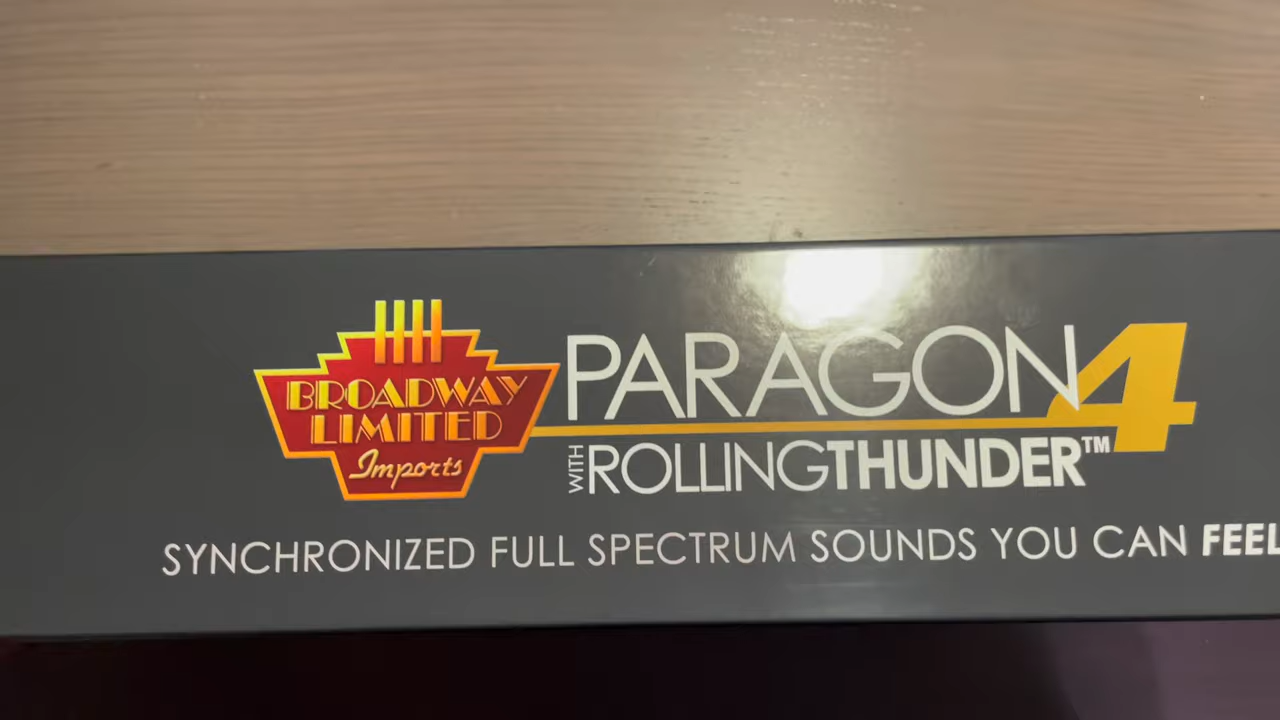 BROADWAY
LIMITED
Imports
PARAGON4
WITH ROLLINGTHUNDER™
SYNCHRONIZED FULL SPECTRUM SOUNDS YOU CAN FEEL